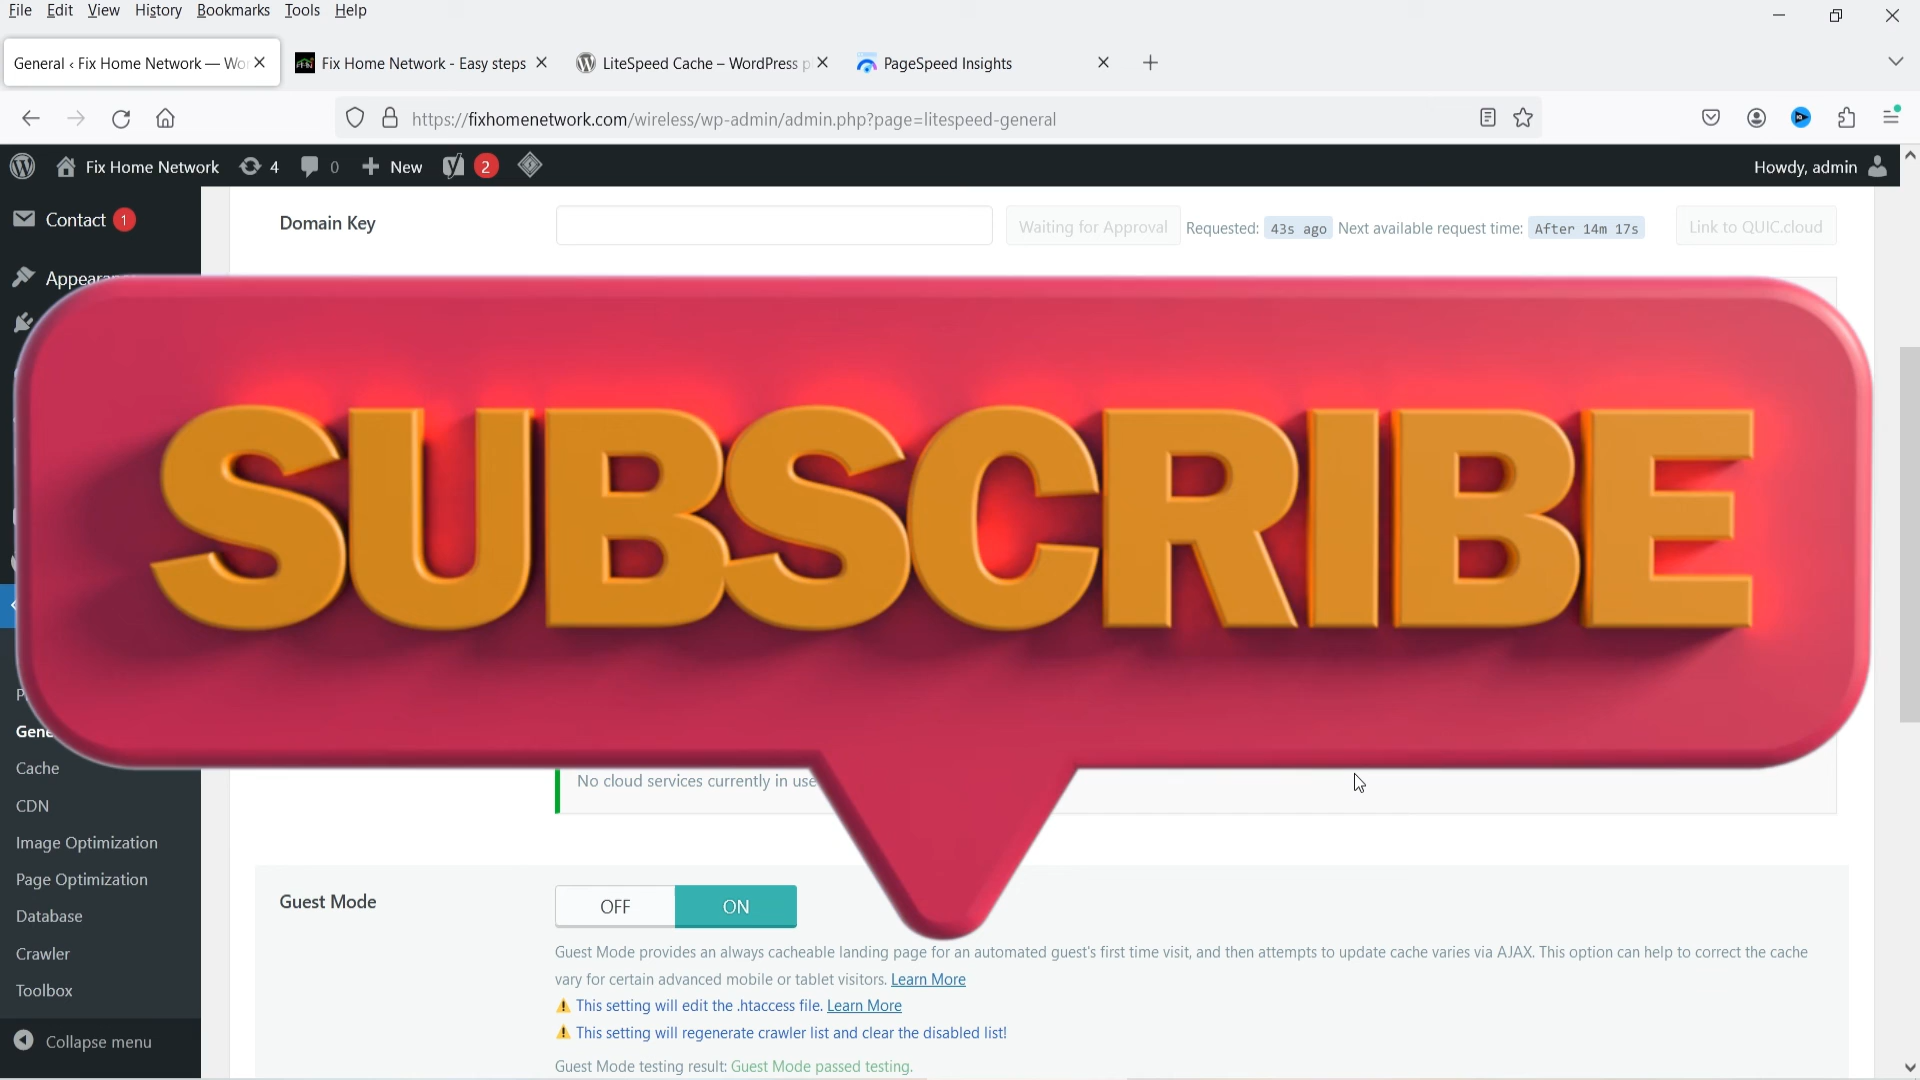 File Edit View History Bookmarks Tools Help
General ‹ Fix Home Network — Wor
Fix Home Network - Easy steps
LiteSpeed Cache – WordPress p
PageSpeed Insights
https://fixhomenetwork.com/wireless/wp-admin/admin.php?page=litespeed-general
Fix Home Network 4 0 New 2 Howdy, admin
Contact 1
Domain Key
Waiting for Approval Requested: 43s ago Next available request time: After 14m 17s Link to QUIC.cloud
SUBSCRIBE
Cache
No cloud services currently in use
CDN
Image Optimization
Page Optimization
Database
Crawler
Toolbox
Collapse menu
Guest Mode
OFF ON
Guest Mode provides an always cacheable landing page for an automated guest's first time visit, and then attempts to update cache varies via AJAX. This option can help to correct the cache
vary for certain advanced mobile or tablet visitors. Learn More
This setting will edit the .htaccess file. Learn More
This setting will regenerate crawler list and clear the disabled list!
Guest Mode testing result: Guest Mode passed testing.